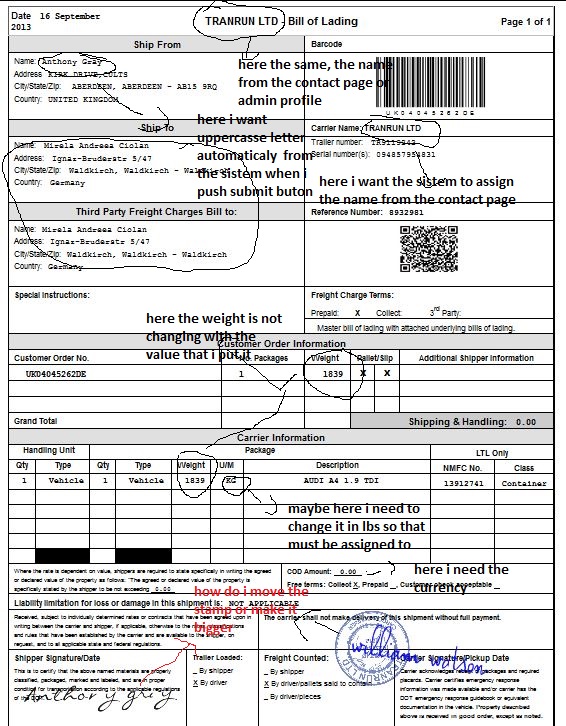 Date 16 September
2013
TRANRUN LTD - Bill of Lading
Page 1 of 1
Ship From
Name: Anthony Gray
Address KIRK DRIVE, COLTS
City/State/Zip: ABERDEEN, ABERDEEN - AB15 9RQ
Country: UNITED KINGDOM
here the same, the name
from the contact page or
admin profile
Barcode
UK04045262DE
here i want
uppercasse letter
automaticaly from
the sistem when i
push submit buton
Ship To
Name: Mirela Andreea Ciolan
Address: Ignaz-Bruderstr 5/47
City/State/Zip: Waldkirch, Waldkirch - Waldkirch
Country: Germany
Carrier Name: TRANRUN LTD
Trailer number:
Serial number(s):
here i want the sistem to assign
the name from the contact page
Third Party Freight Charges Bill to:
Name: Mirela Andreea Ciolan
Address: Ignaz-Bruderstr 5/47
City/State/Zip: Waldkirch, Waldkirch - Waldkirch
Country: Germany
Reference Number: 8932981
Special Instructions:
Freight Charge Terms:
Prepaid: X Collect: 3rd Party:
Master bill of lading with attached underlying bills of lading.
here the weight is not
changing with the
value that i put it
Customer Order Information
Customer Order No. No. Packages Weight Pallet/Slip Additional Shipper Information
UK04045262DE 1 1839 X X
Grand Total
Shipping & Handling: 0.00
Carrier Information
Handling Unit Package LTL Only
Qty Type Qty Type Weight U/M Description NMFC No. Class
1 Vehicle 1 Vehicle 1839 KG AUDI A4 1.9 TDI 13912741 Container
maybe here i need to
change it in lbs so that
must be assigned to
Where the rate is dependent on value, shippers are required to state specifically in writing the agreed
or declared value of the property as follows: "The agreed or declared value of the property is
specifically stated by the shipper to be not exceeding 0.00
COD Amount: 0.00
Free terms: Collect X, Prepaid _, Customer check acceptable _
here i need the
currency
how do i move the
stamp or make it
bigger
Liability limitation for loss or damage in this shipment is: NOT APPLICABLE
Received, subject to individually determined rates or contracts that have been agreed upon in
writing between the carrier and shipper, if applicable, otherwise to the rates, classifications
and rules that have been established by the carrier and are available to the shipper, on
request, and to all applicable state and federal regulations.
The carrier shall not make delivery of this shipment without full payment.
Shipper Signature/Date
This is to certify that the above named materials are properly
classified, packaged, marked and labeled, and are in proper
condition for transportation according to the applicable regulations
of the
Anthony gray
Trailer Loaded:
_ By shipper
X By driver
Freight Counted:
_ By shipper
X By driver/pallets said to contain
_ By driver/pieces
TRANRUN LTD
william watson
Signature/Pickup Date
Carrier acknowledges receipt of packages and required
placards. Carrier certifies emergency response
information was made available and/or carrier has the
DOT emergency response guidebook or equivalent
documentation in the vehicle. Property described
above is received in good order, except as noted.